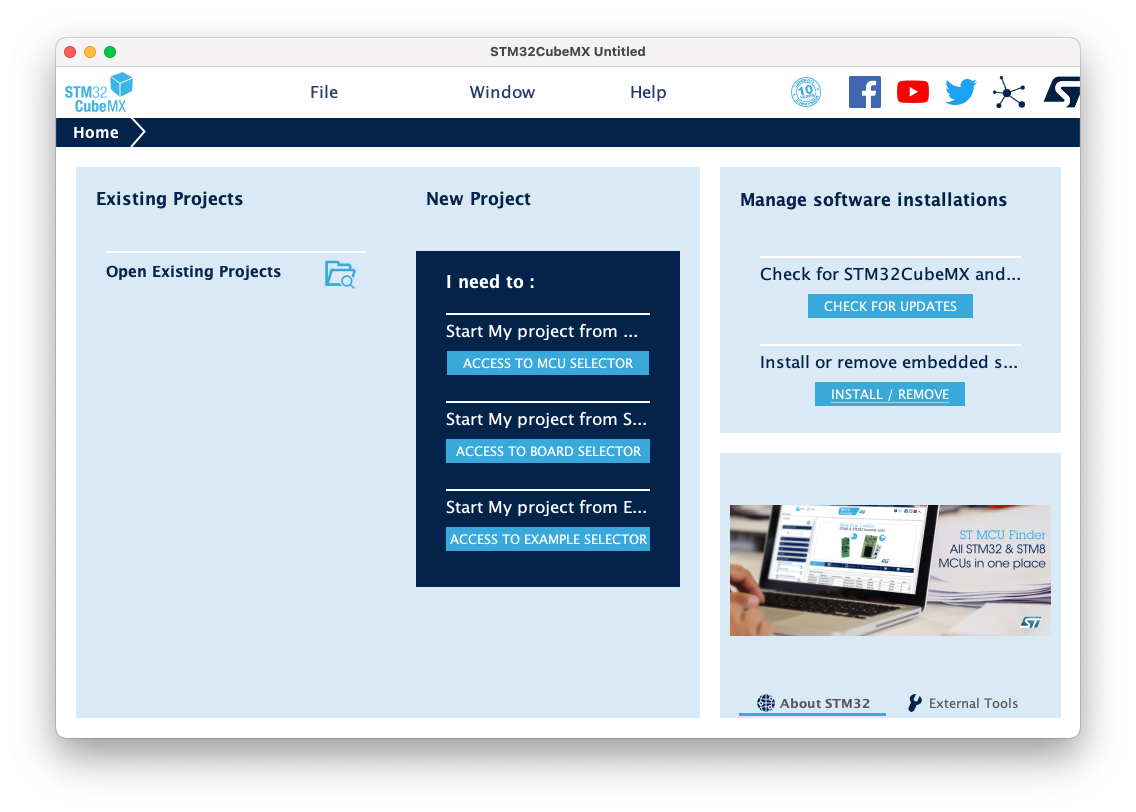 STM32CubeMX Untitled
STM32
CubeMX
File
Window
Help
10
YEARS
Home
Existing Projects
Open Existing Projects
New Project
I need to :
Start My project from ...
ACCESS TO MCU SELECTOR
Start My project from S...
ACCESS TO BOARD SELECTOR
Start My project from E...
ACCESS TO EXAMPLE SELECTOR
Manage software installations
Check for STM32CubeMX and...
CHECK FOR UPDATES
Install or remove embedded s...
INSTALL / REMOVE
ST MCU Finder
All STM32 & STM8
MCUs in one place
ST
About STM32
External Tools